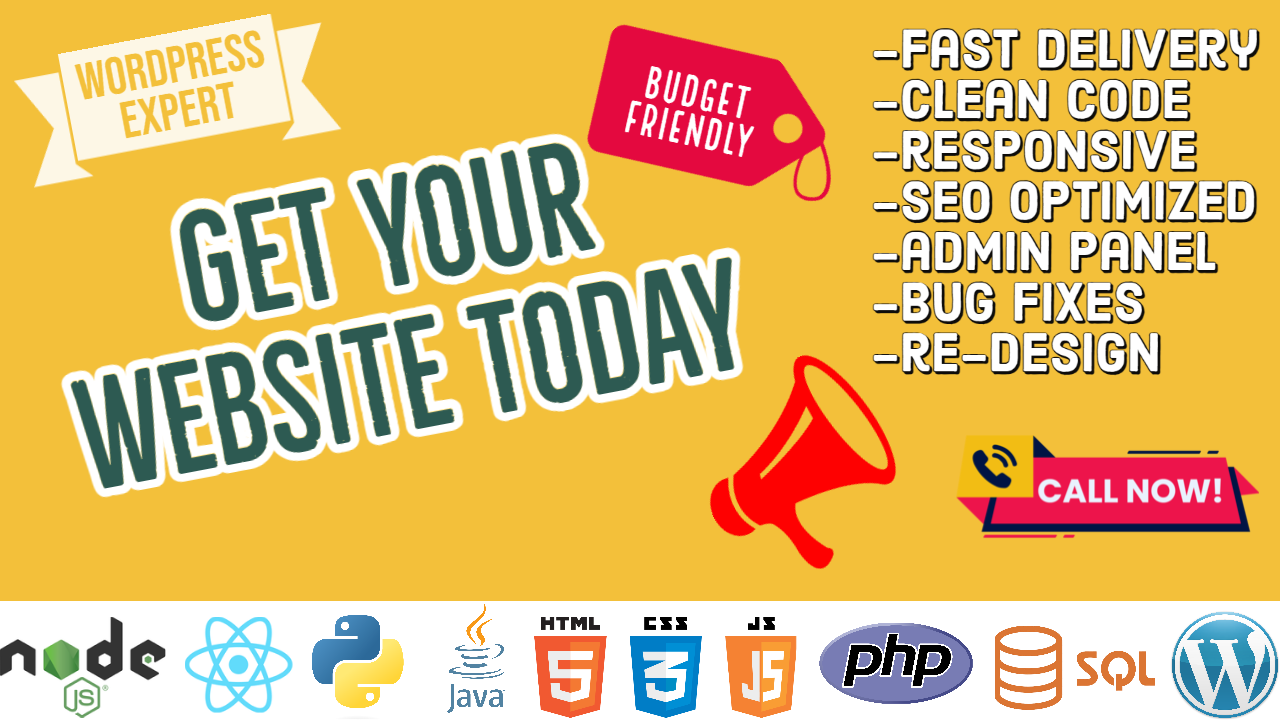 WORDPRESS
EXPERT
BUDGET
FRIENDLY
GET YOUR
WEBSITE TODAY
-FAST DELIVERY
-CLEAN CODE
-RESPONSIVE
-SEO OPTIMIZED
-ADMIN PANEL
-BUG FIXES
-RE-DESIGN
CALL NOW!
node
JS®
Java
HTML
5
CSS
3
JS
JS
php
SQL
W